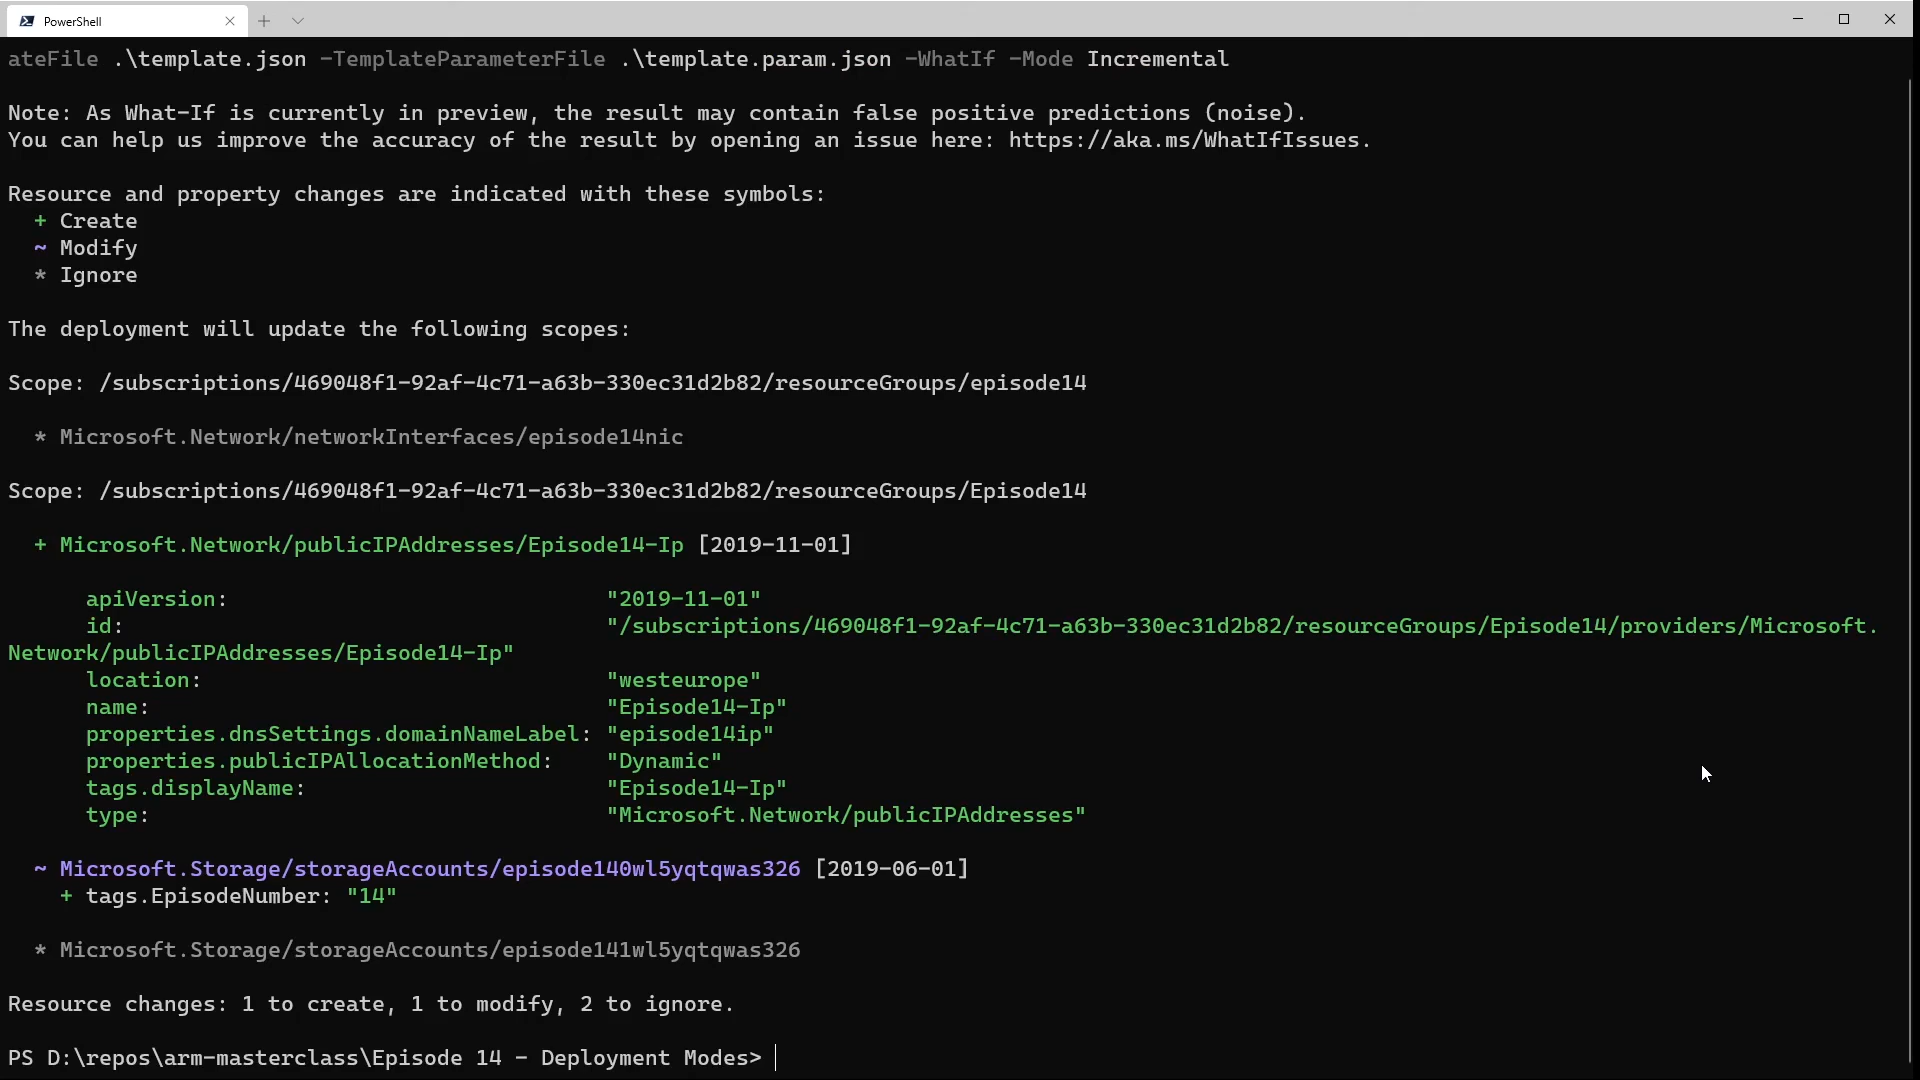 PowerShell
ateFile .\template.json -TemplateParameterFile .\template.param.json -WhatIf -Mode Incremental
Note: As What-If is currently in preview, the result may contain false positive predictions (noise).
You can help us improve the accuracy of the result by opening an issue here: https://aka.ms/WhatIfIssues.
Resource and property changes are indicated with these symbols:
+ Create
~ Modify
* Ignore
The deployment will update the following scopes:
Scope: /subscriptions/469048f1-92af-4c71-a63b-330ec31d2b82/resourceGroups/episode14
* Microsoft.Network/networkInterfaces/episode14nic
Scope: /subscriptions/469048f1-92af-4c71-a63b-330ec31d2b82/resourceGroups/Episode14
+ Microsoft.Network/publicIPAddresses/Episode14-Ip [2019-11-01]
apiVersion: "2019-11-01"
id: "/subscriptions/469048f1-92af-4c71-a63b-330ec31d2b82/resourceGroups/Episode14/providers/Microsoft.
Network/publicIPAddresses/Episode14-Ip"
location: "westeurope"
name: "Episode14-Ip"
properties.dnsSettings.domainNameLabel: "episode14ip"
properties.publicIPAllocationMethod: "Dynamic"
tags.displayName: "Episode14-Ip"
type: "Microsoft.Network/publicIPAddresses"
~ Microsoft.Storage/storageAccounts/episode140wl5yqtqwas326 [2019-06-01]
+ tags.EpisodeNumber: "14"
* Microsoft.Storage/storageAccounts/episode141wl5yqtqwas326
Resource changes: 1 to create, 1 to modify, 2 to ignore.
PS D:\repos\arm-masterclass\Episode 14 - Deployment Modes>